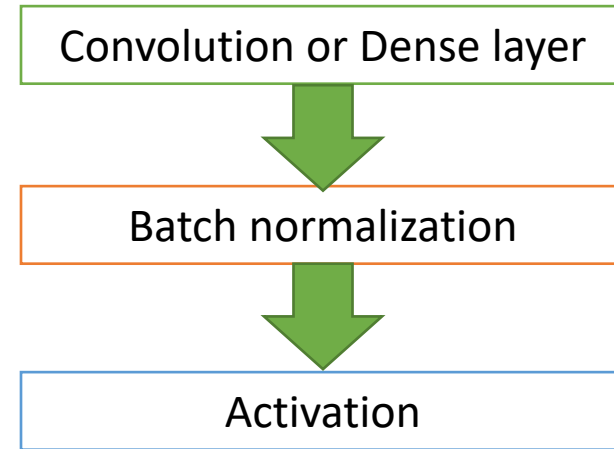 Convolution or Dense layer
Batch normalization
Activation